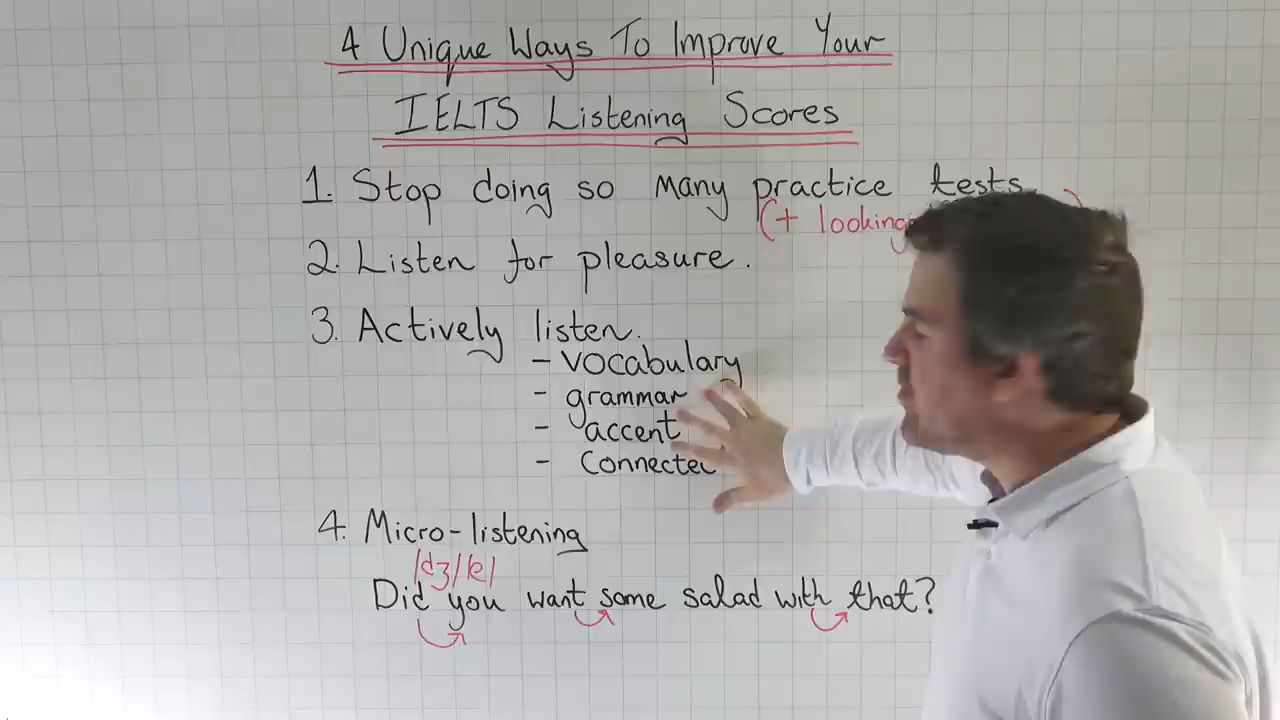 4 Unique Ways To Improve Your
IELTS Listening Scores
1. Stop doing so many practice tests
(+ looking )
2. Listen for pleasure.
3. Actively listen.
- vocabulary
- grammar
- accent
- connected
4. Micro-listening
/dʒ/ɐ/
Did you want some salad with that?